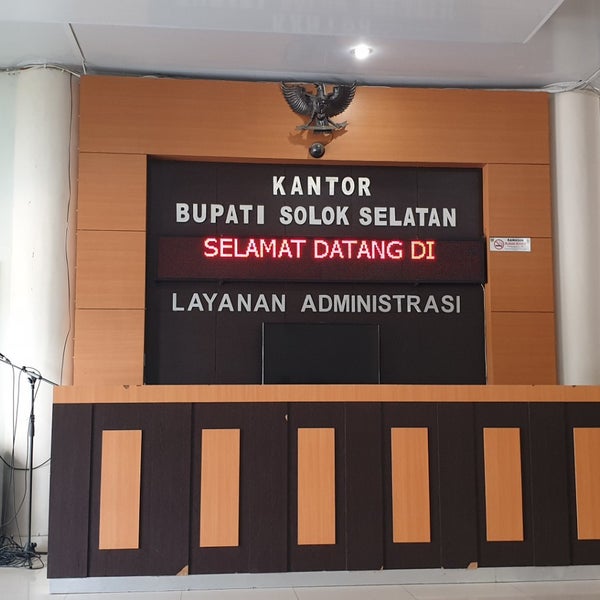 KANTOR
BUPATI SOLOK SELATAN
SELAMAT DATANG DI
LAYANAN ADMINISTRASI